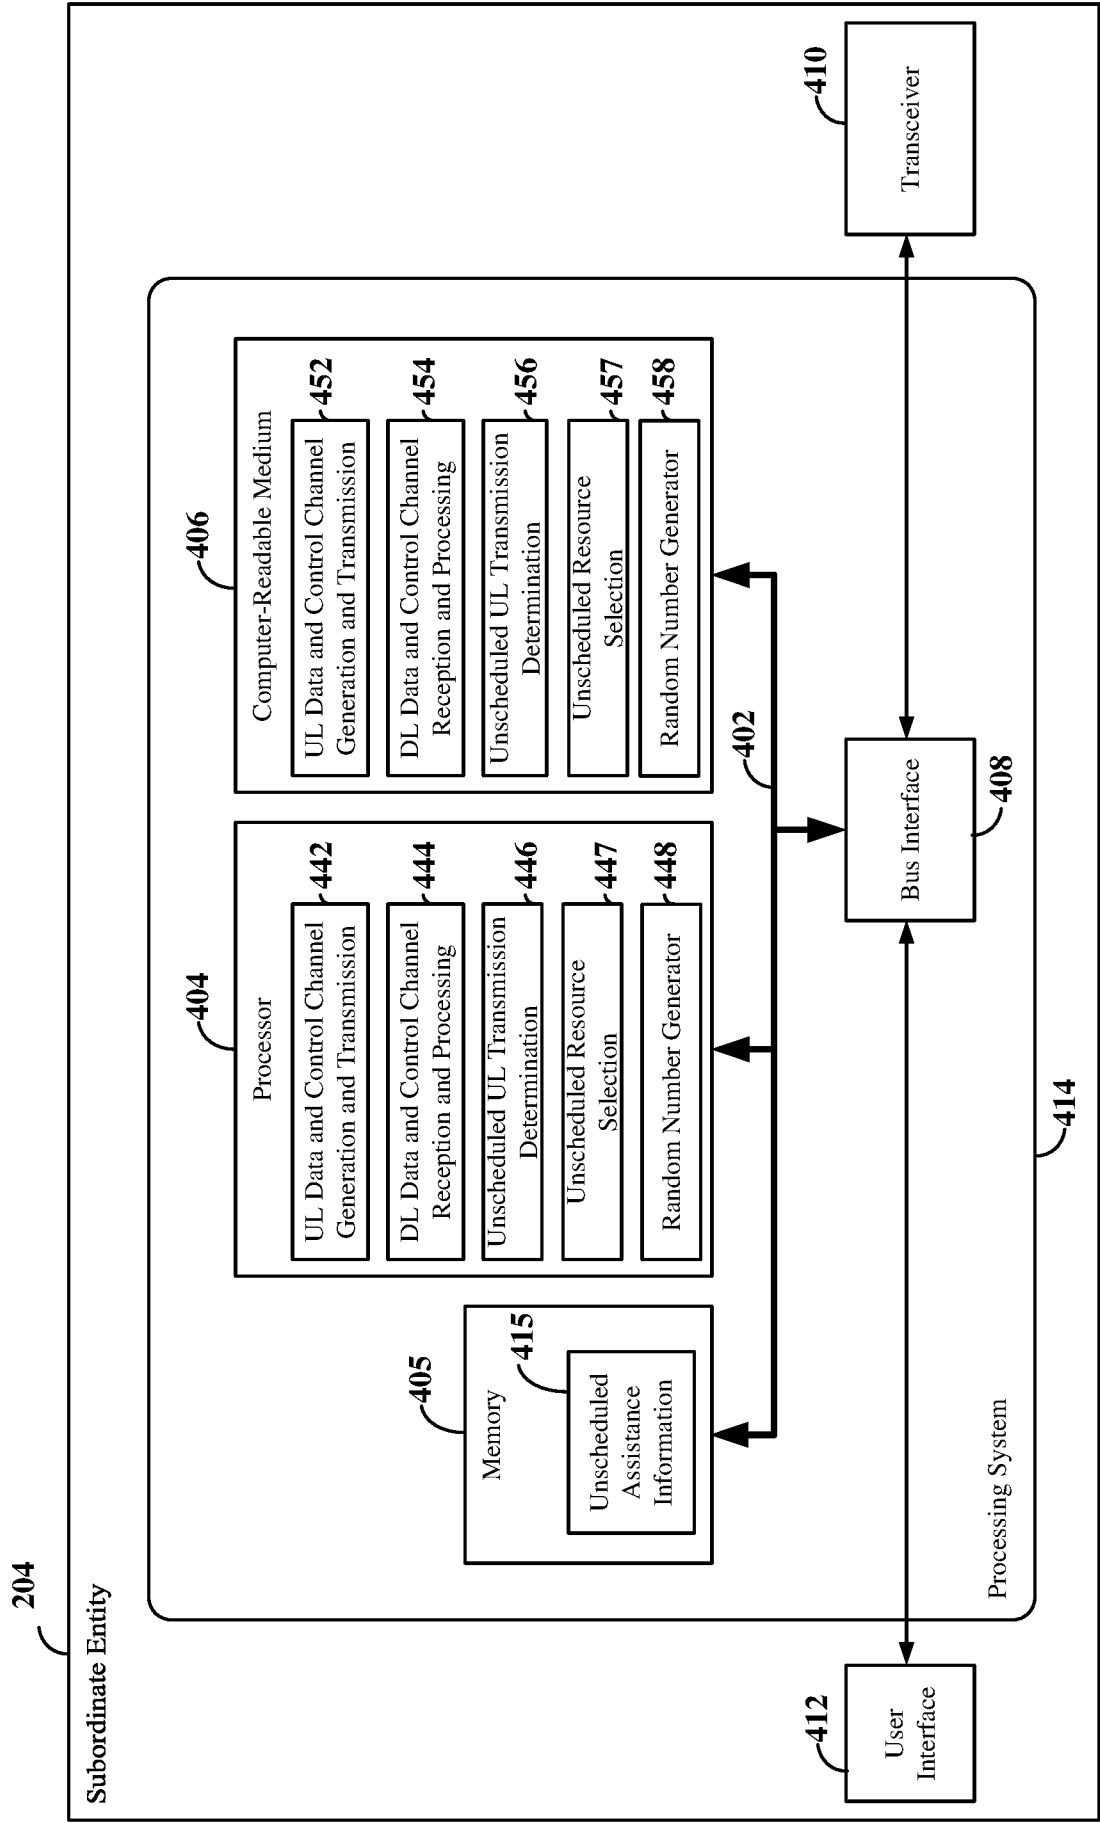 204
Subordinate Entity
414
Processing System
405
Memory
415
Unscheduled
Assistance
Information
404
Processor
UL Data and Control Channel
Generation and Transmission
442
DL Data and Control Channel
Reception and Processing
444
Unscheduled UL Transmission
Determination
446
Unscheduled Resource
Selection
447
Random Number Generator
448
406
Computer-Readable Medium
UL Data and Control Channel
Generation and Transmission
452
DL Data and Control Channel
Reception and Processing
454
Unscheduled UL Transmission
Determination
456
Unscheduled Resource
Selection
457
Random Number Generator
458
402
412
User
Interface
Bus Interface
408
410
Transceiver